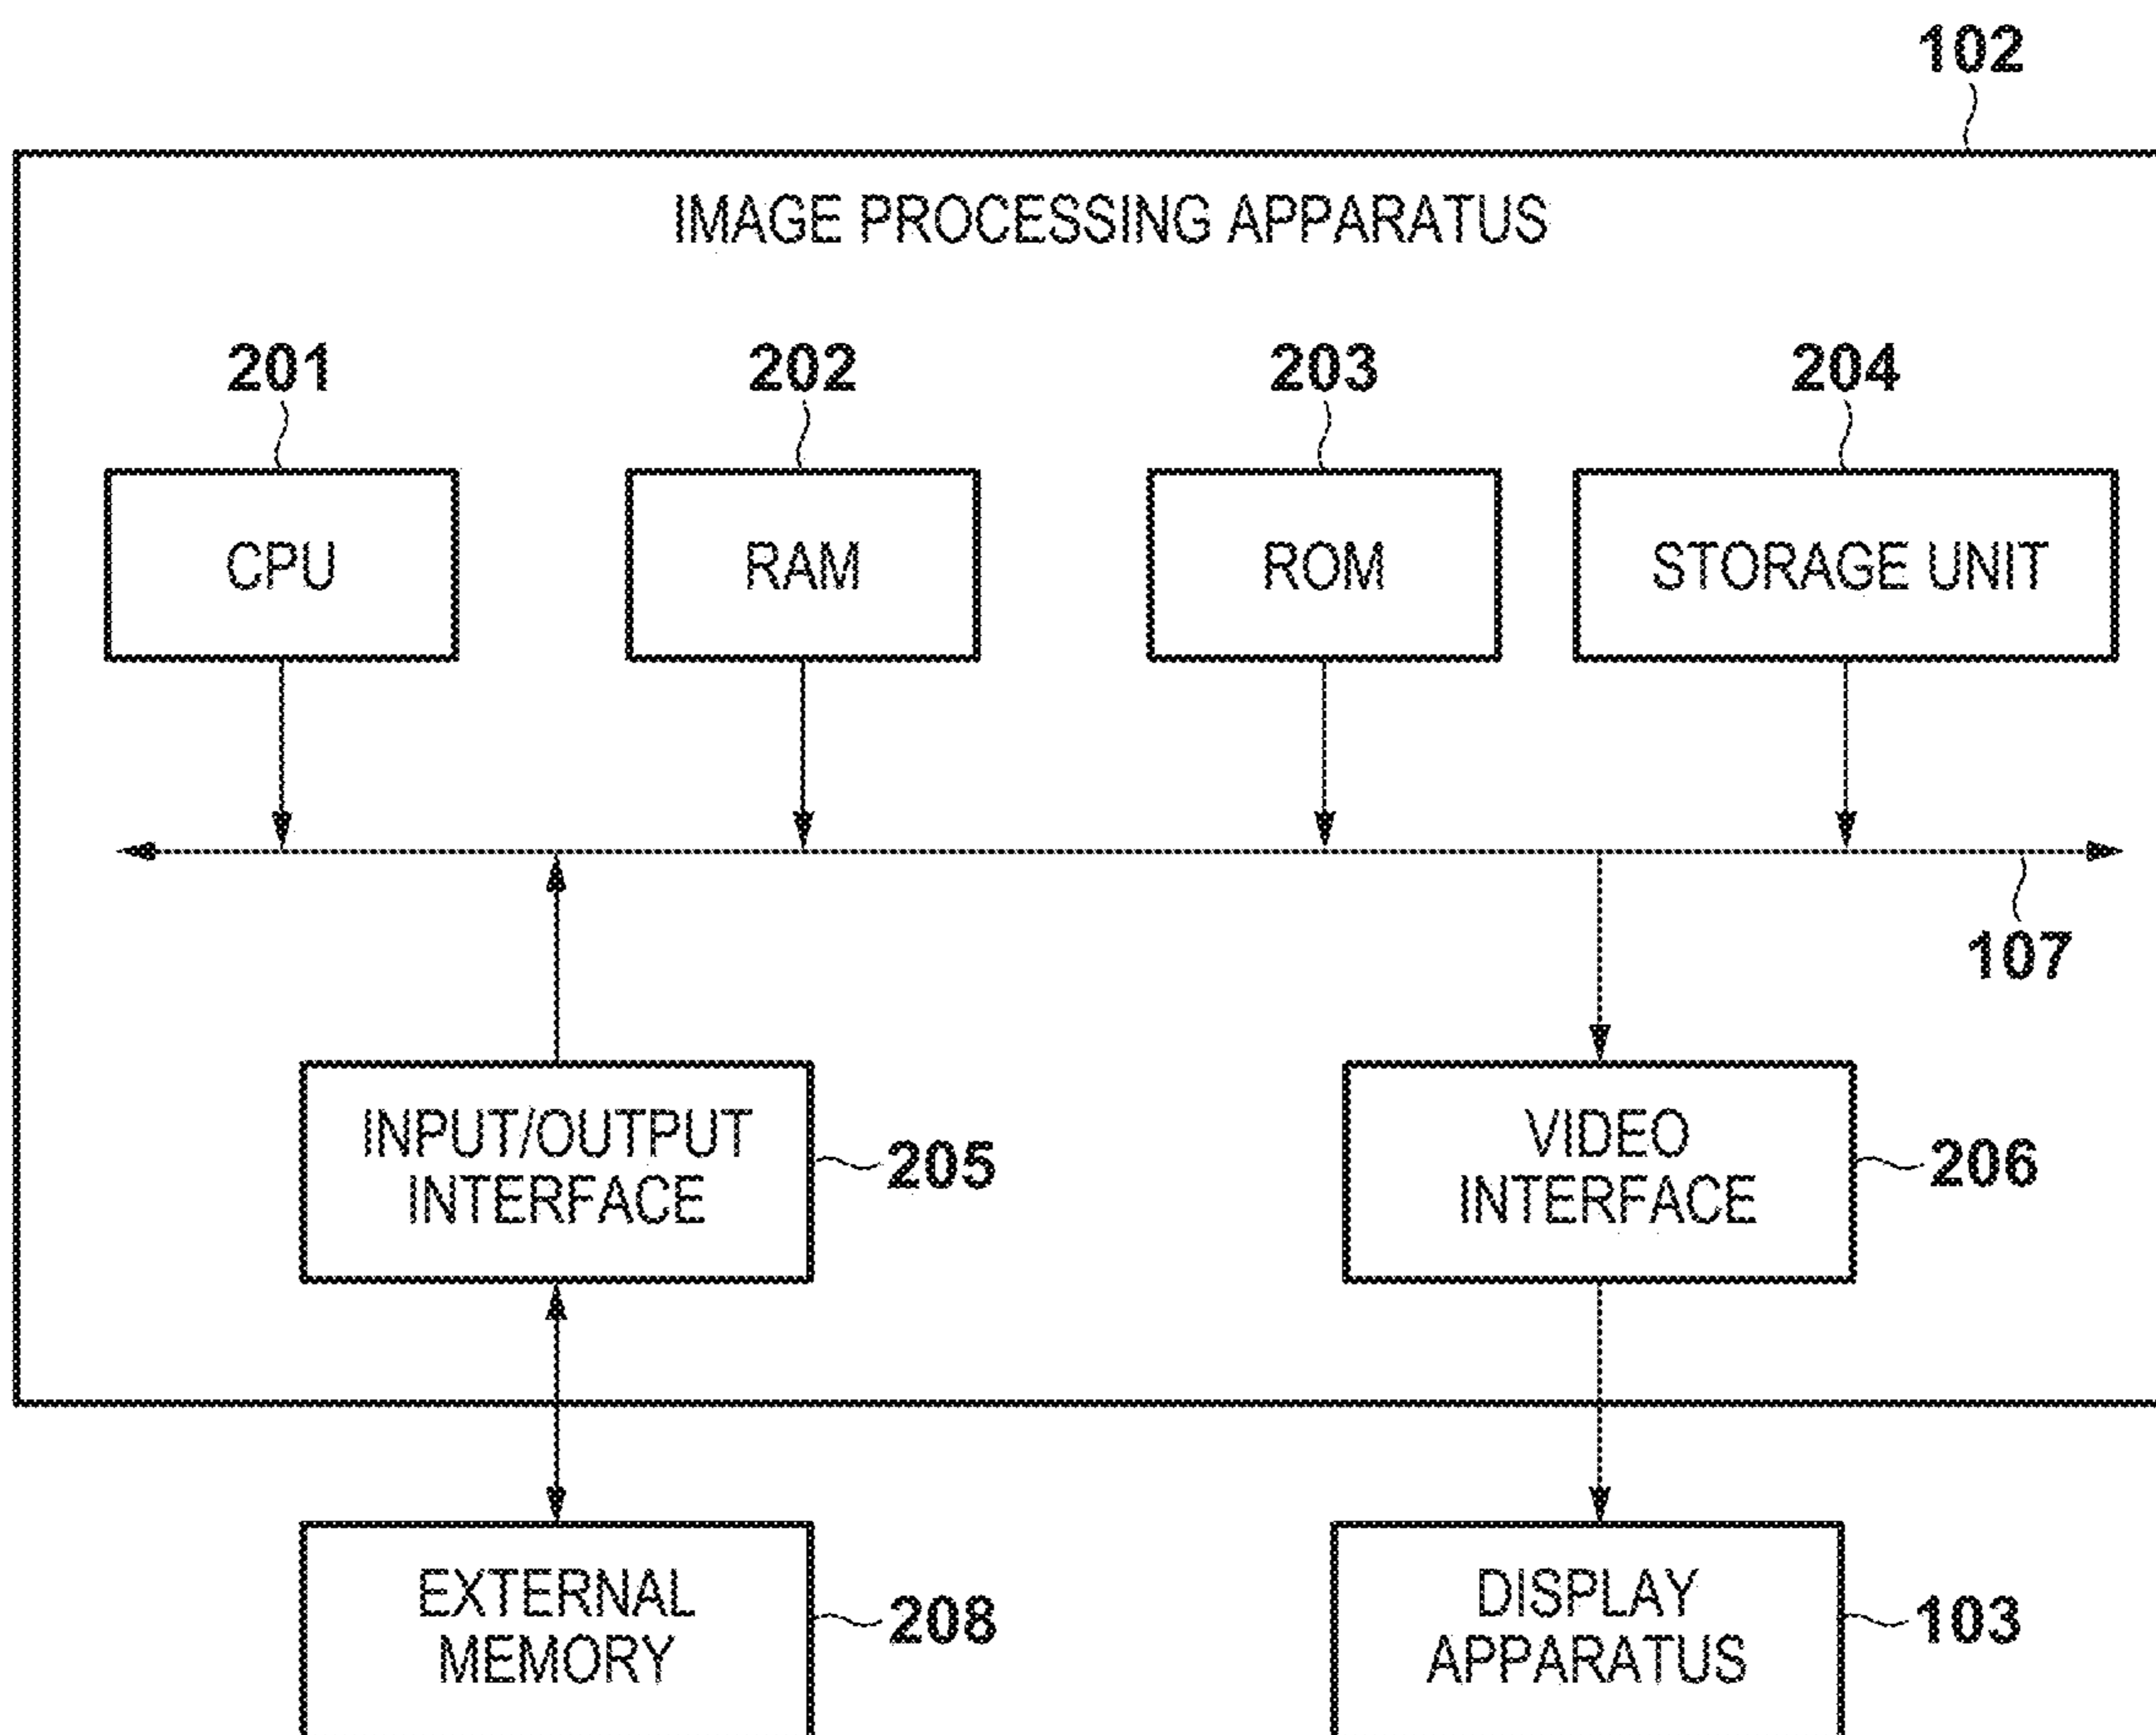 102
IMAGE PROCESSING APPARATUS
201
202
203
204
CPU
RAM
ROM
STORAGE UNIT
107
INPUT/OUTPUT
INTERFACE
205
VIDEO
INTERFACE
206
EXTERNAL
MEMORY
208
DISPLAY
APPARATUS
103